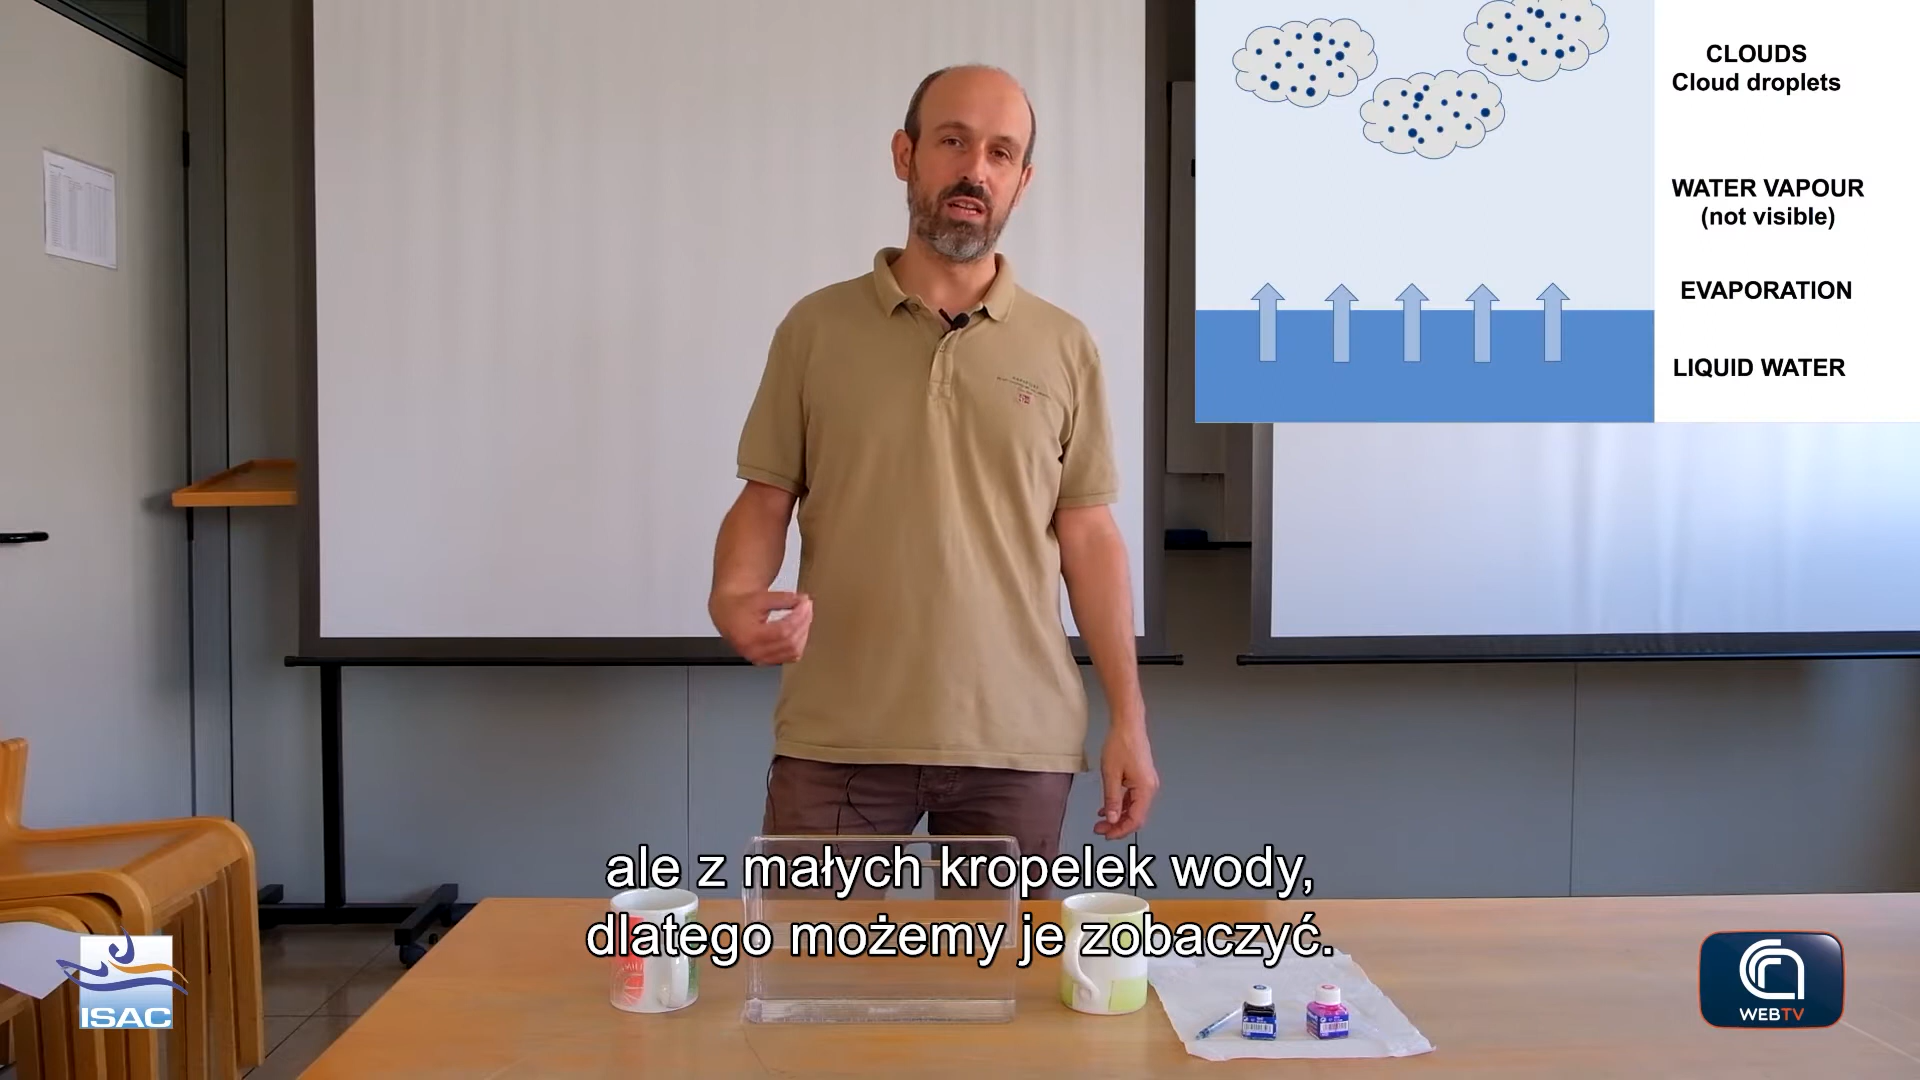 CLOUDS
Cloud droplets
WATER VAPOUR
(not visible)
EVAPORATION
LIQUID WATER
ale z małych kropelek wody,
dlatego możemy je zobaczyć.
ISAC
WEBTV